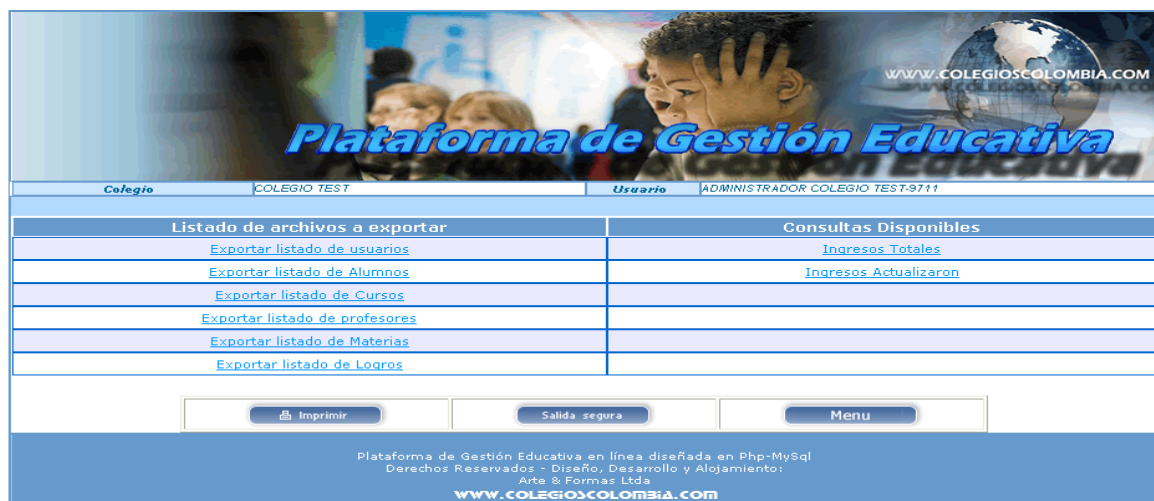 WWW.COLEGIOSCOLOMBIA.COM
Plataforma de Gestión Educativa
Colegio COLEGIO TEST Usuario ADMINISTRADOR COLEGIO TEST-9711
Listado de archivos a exportar Consultas Disponibles
Exportar listado de usuarios Ingresos Totales
Exportar listado de Alumnos Ingresos Actualizaron
Exportar listado de Cursos
Exportar listado de profesores
Exportar listado de Materias
Exportar listado de Logros
Imprimir Salida segura Menu
Plataforma de Gestión Educativa en línea diseñada en Php-MySql
Derechos Reservados - Diseño, Desarrollo y Alojamiento:
Arte & Formas Ltda
WWW.COLEGIOSCOLOMBIA.COM